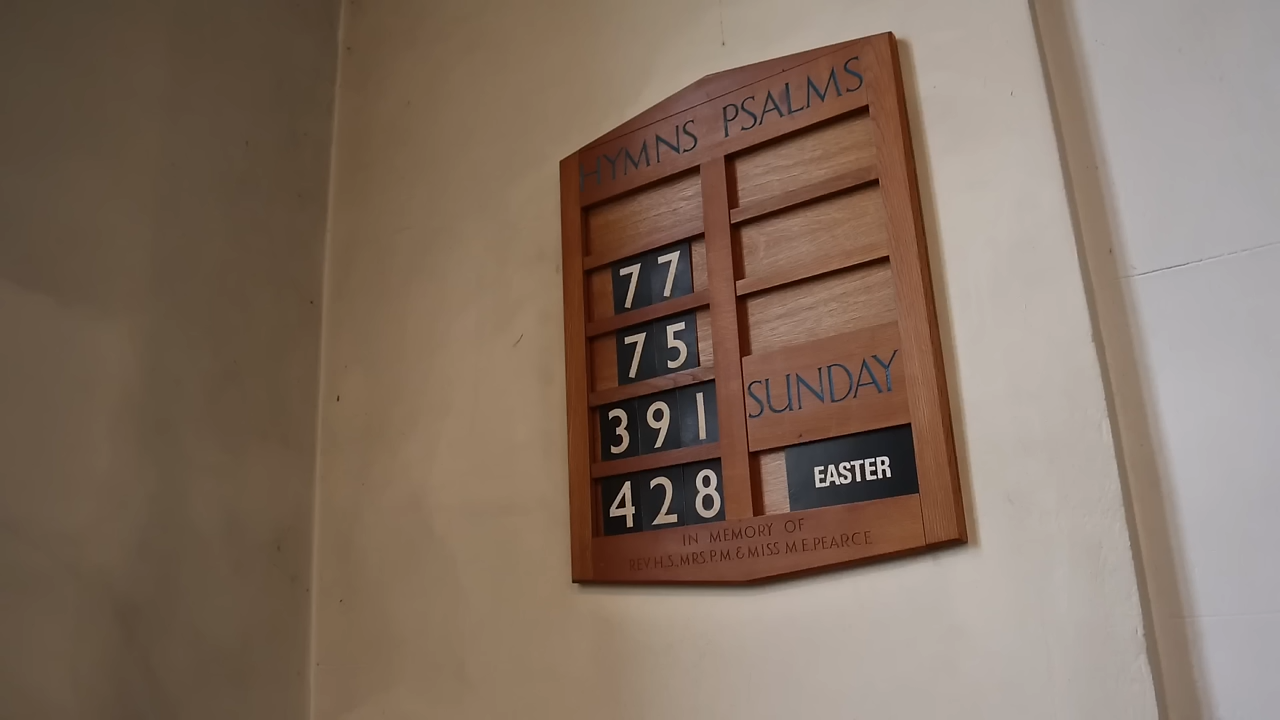 HYMNS PSALMS
77
75
391
428
SUNDAY
EASTER
IN MEMORY OF
REV H.S. MRS P.M. & MISS M.E. PEARCE